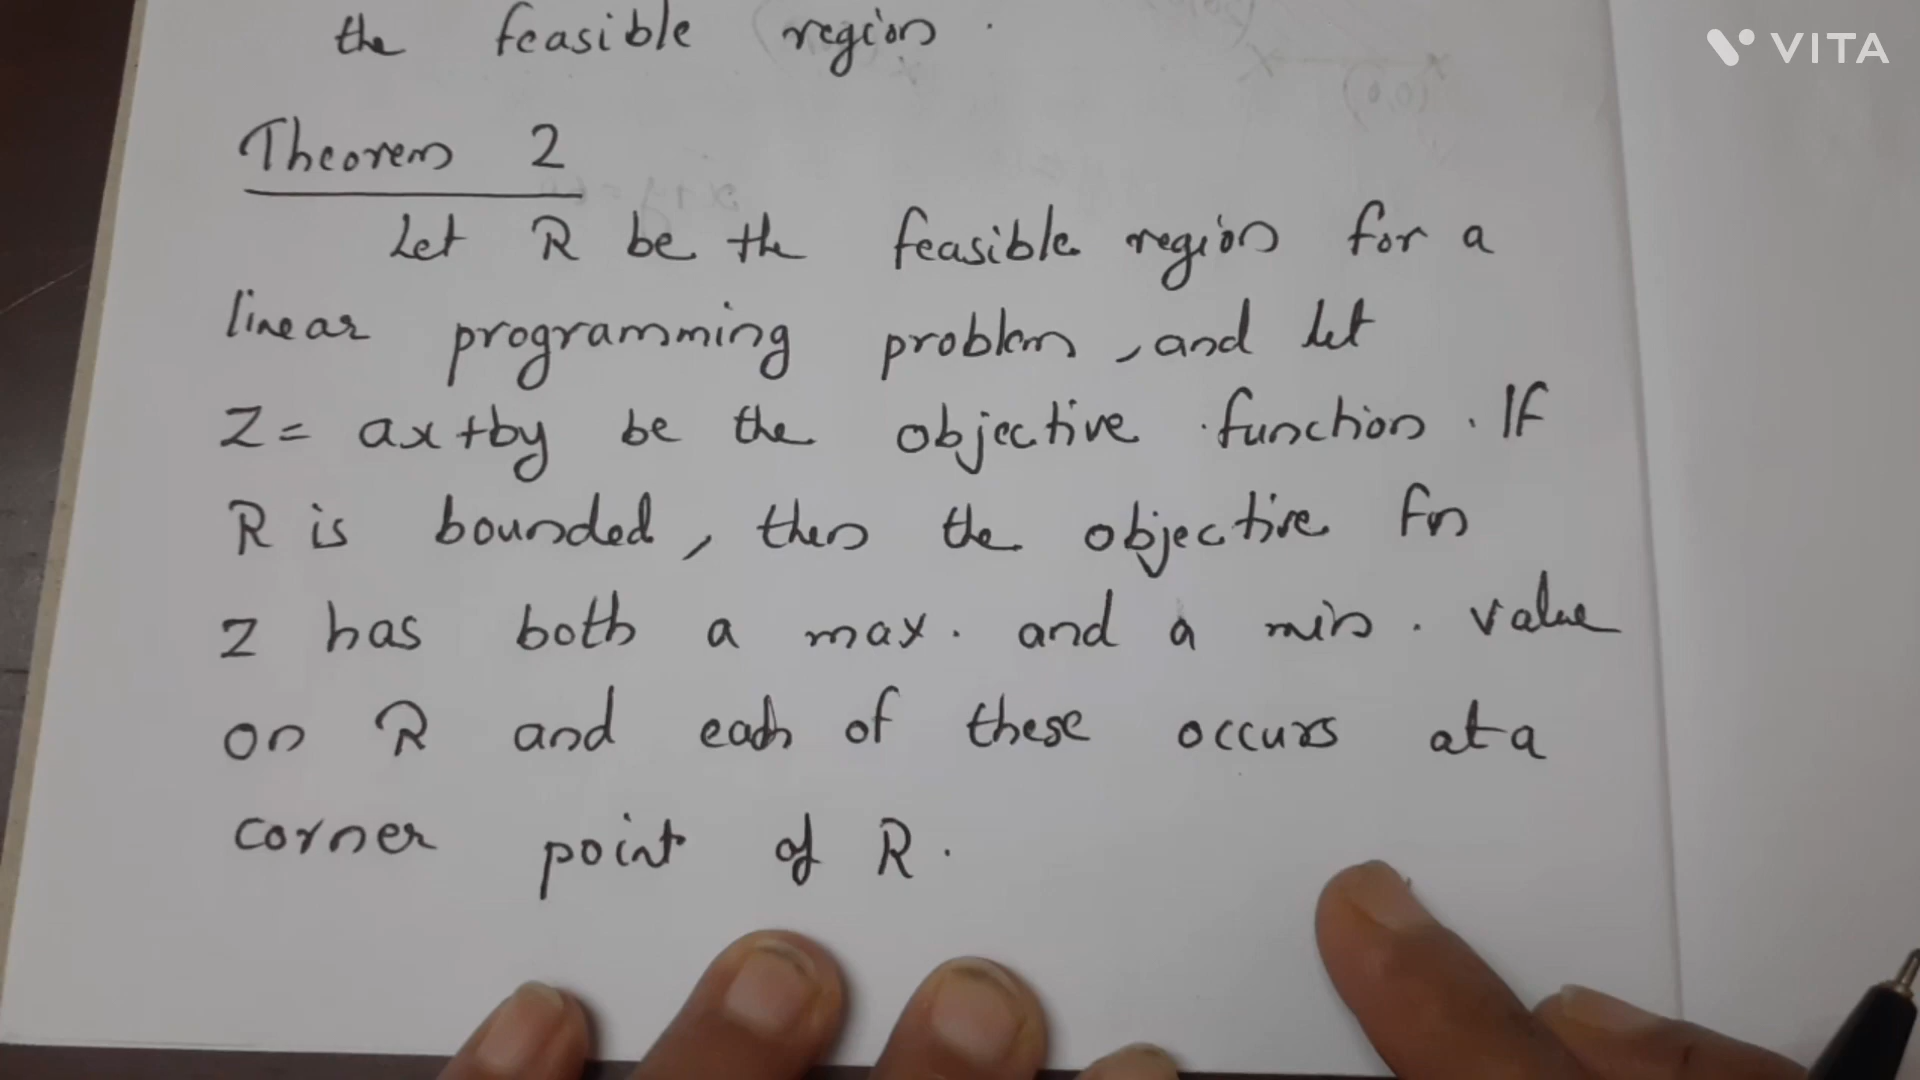 the feasible region.
VITA
Theorem 2
Let R be the feasible region for a
linear programming problem, and let
Z = ax+by be the objective function. If
R is bounded, then the objective fn
Z has both a max. and a min. value
on R and each of these occurs at a
corner point of R.